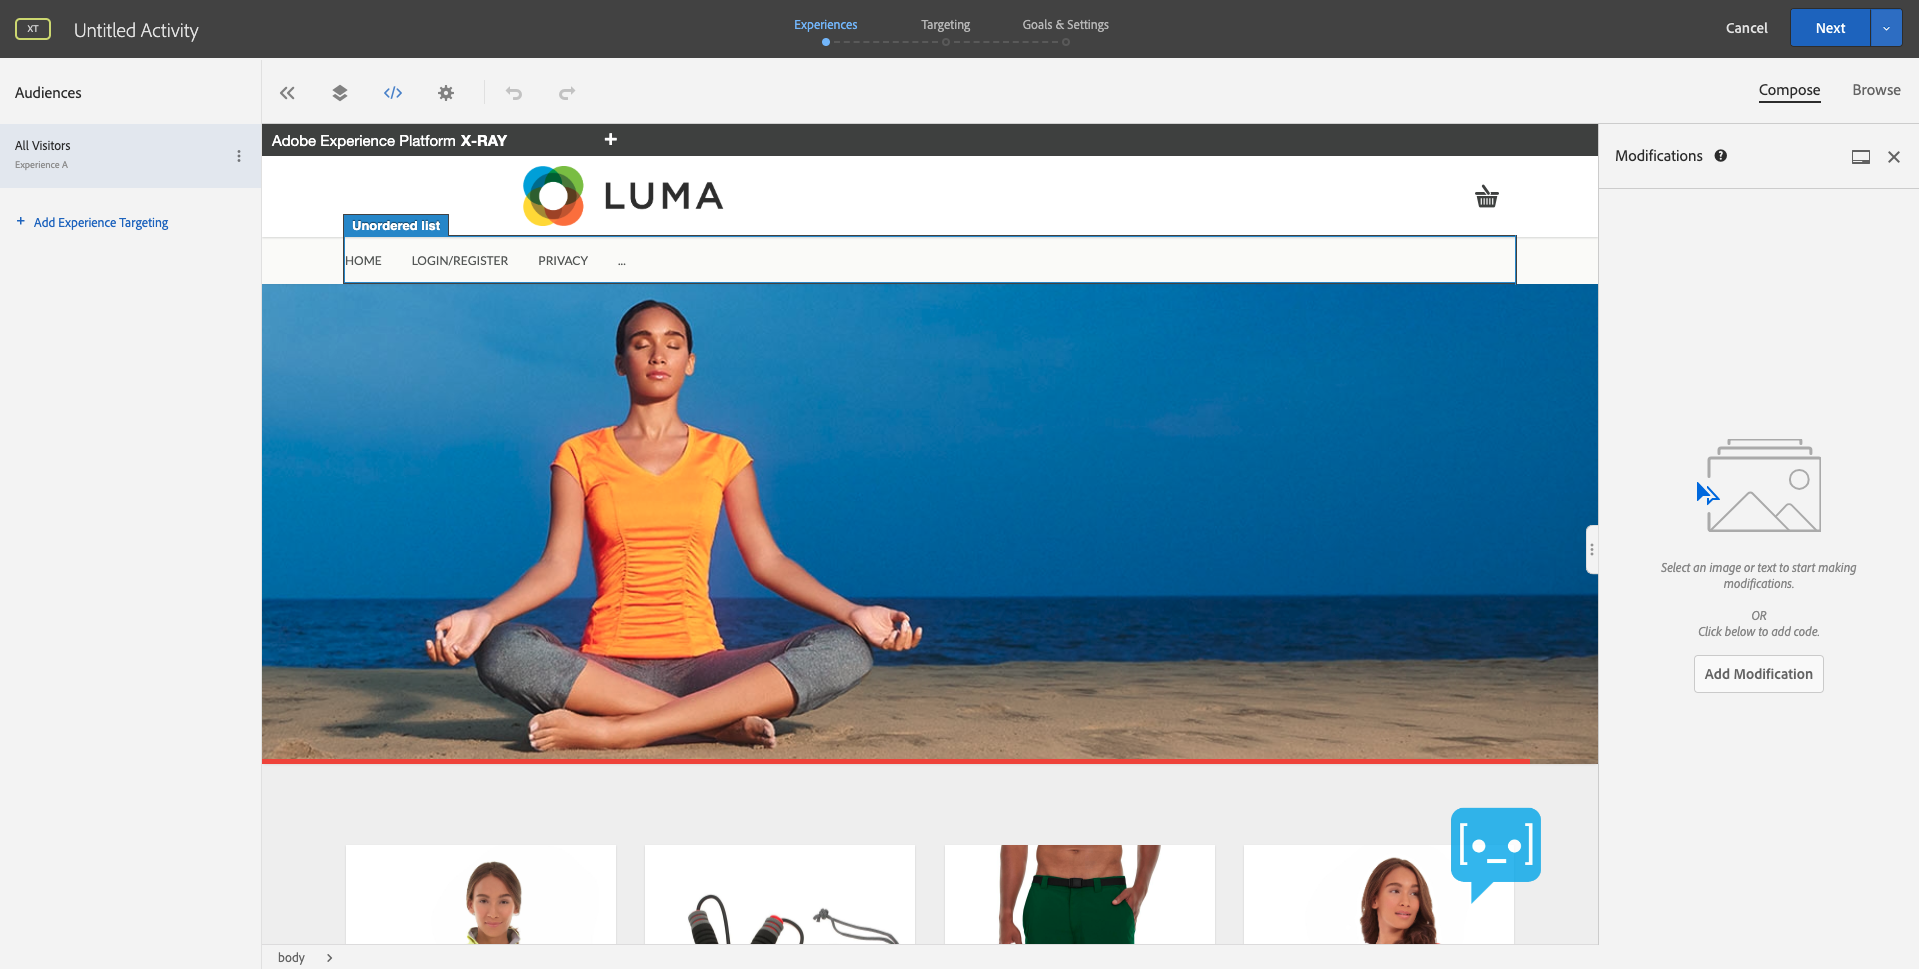 XT
Untitled Activity
Experiences
Targeting
Goals & Settings
Cancel
Next
Audiences
Compose
Browse
All Visitors
Experience A
+ Add Experience Targeting
Adobe Experience Platform X-RAY
+
LUMA
Unordered list
HOME
LOGIN/REGISTER
PRIVACY
...
Modifications
?
Select an image or text to start making
modifications.
OR
Click below to add code.
Add Modification
body